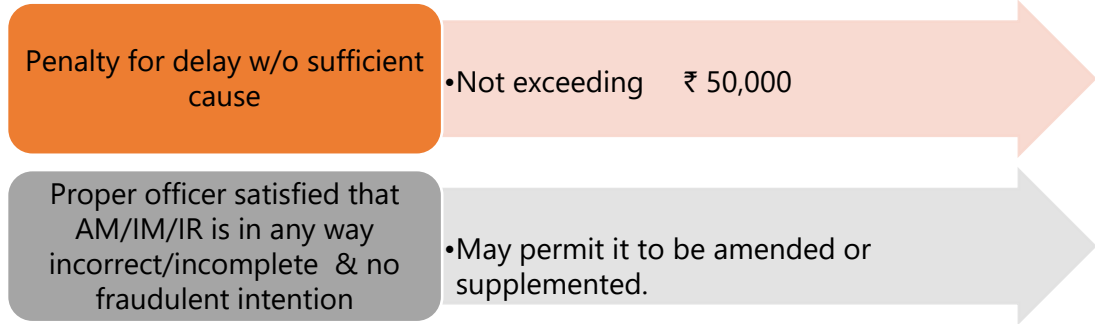 Penalty for delay w/o sufficient
cause
•Not exceeding ₹ 50,000
Proper officer satisfied that
AM/IM/IR is in any way
incorrect/incomplete & no
fraudulent intention
•May permit it to be amended or
supplemented.